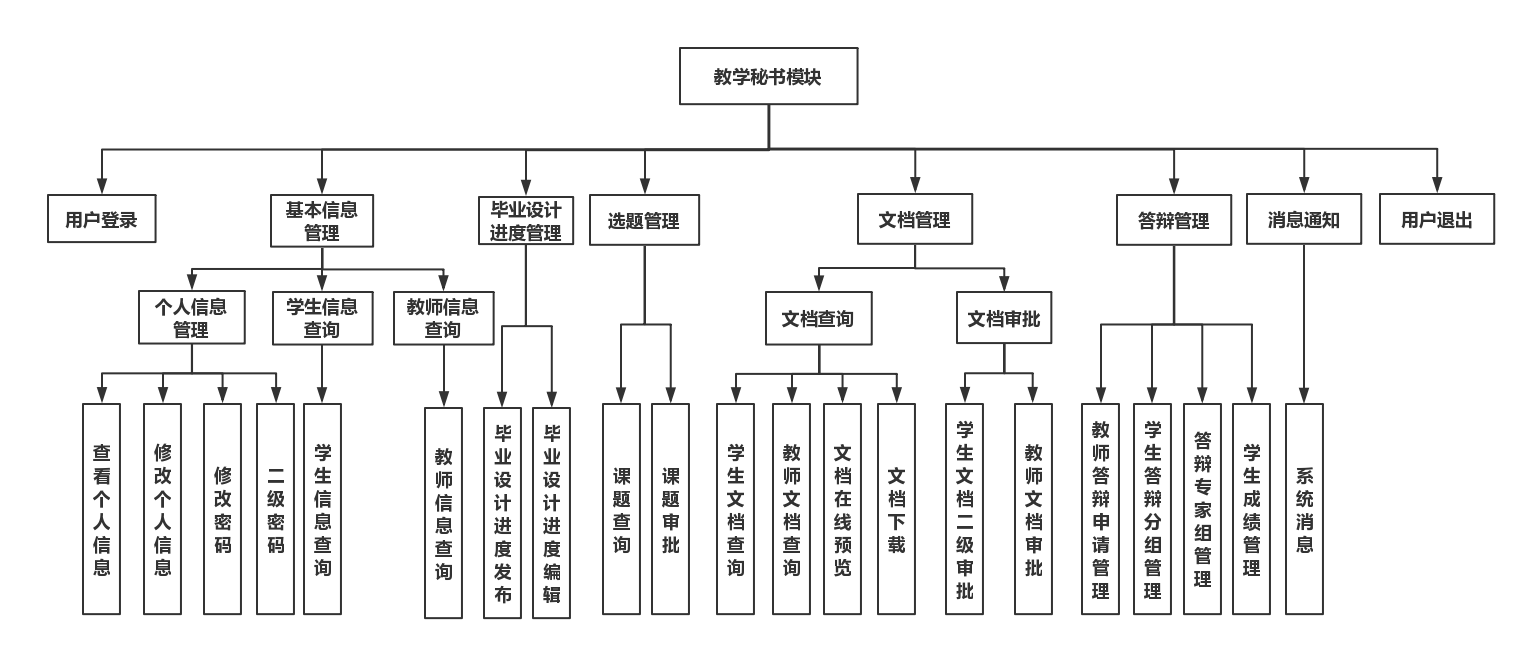 教学秘书模块
用户登录
基本信息
管理
毕业设计
进度管理
选题管理
文档管理
答辩管理
消息通知
用户退出
个人信息
管理
学生信息
查询
教师信息
查询
文档查询
文档审批
查看个人信息
修改个人信息
修改密码
二级密码
学生信息查询
教师信息查询
毕业设计进度发布
毕业设计进度编辑
课题查询
课题审批
学生文档查询
教师文档查询
文档在线预览
文档下载
学生文档二级审批
教师文档审批
教师答辩申请管理
学生答辩分组管理
答辩专家组管理
学生成绩管理
系统消息